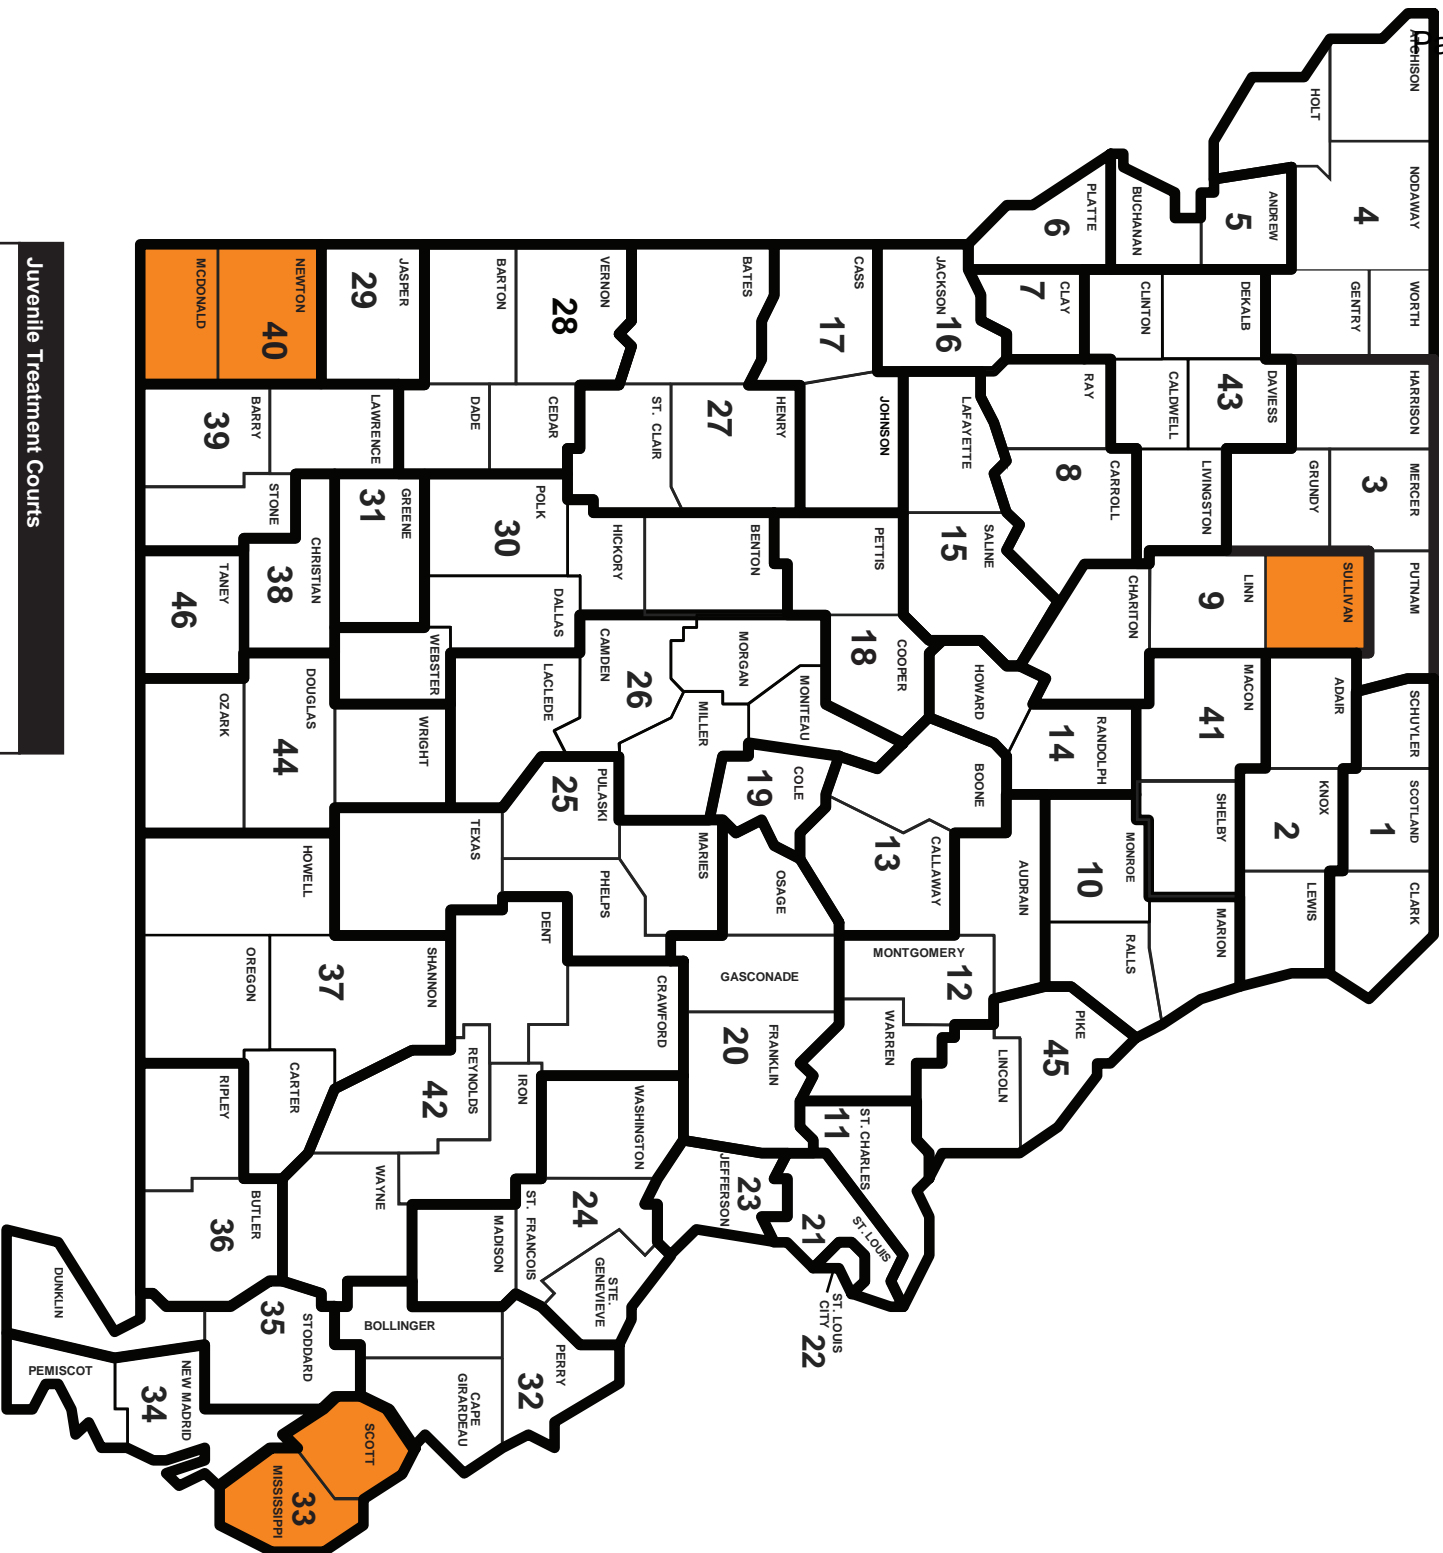 Juvenile Treatment Courts
ATCHISON
NODAWAY
WORTH
HARRISON
MERCER
PUTNAM
SCHUYLER
SCOTLAND
CLARK
HOLT
4
GENTRY
3
GRUNDY
SULLIVAN
ADAIR
1
KNOX
LEWIS
2
ANDREW
5
DEKALB
DAVIESS
43
LIVINGSTON
LINN
9
MACON
41
SHELBY
MARION
BUCHANAN
CLINTON
CALDWELL
CARROLL
8
CHARITON
RANDOLPH
14
MONROE
10
RALLS
PLATTE
6
CLAY
7
RAY
PIKE
45
LINCOLN
JACKSON
16
LAFAYETTE
SALINE
15
HOWARD
BOONE
AUDRAIN
CALLAWAY
13
MONTGOMERY
12
WARREN
ST. CHARLES
11
CASS
17
JOHNSON
PETTIS
COOPER
18
MONITEAU
COLE
19
OSAGE
GASCONADE
FRANKLIN
20
ST. LOUIS
21
ST. LOUIS
CITY
22
JEFFERSON
23
BATES
HENRY
27
ST. CLAIR
BENTON
HICKORY
MORGAN
MILLER
CAMDEN
26
MARIES
VERNON
28
CEDAR
POLK
30
DALLAS
LACLEDE
PULASKI
25
PHELPS
CRAWFORD
WASHINGTON
24
ST. FRANCOIS
STE.
GENEVIEVE
BARTON
DADE
DENT
IRON
REYNOLDS
42
MADISON
PERRY
32
JASPER
29
LAWRENCE
GREENE
31
WEBSTER
WRIGHT
TEXAS
SHANNON
37
WAYNE
BOLLINGER
CAPE
GIRARDEAU
NEWTON
40
MCDONALD
BARRY
39
STONE
CHRISTIAN
38
TANEY
46
DOUGLAS
44
OZARK
HOWELL
OREGON
CARTER
RIPLEY
BUTLER
36
STODDARD
35
SCOTT
MISSISSIPPI
33
NEW MADRID
34
DUNKLIN
PEMISCOT